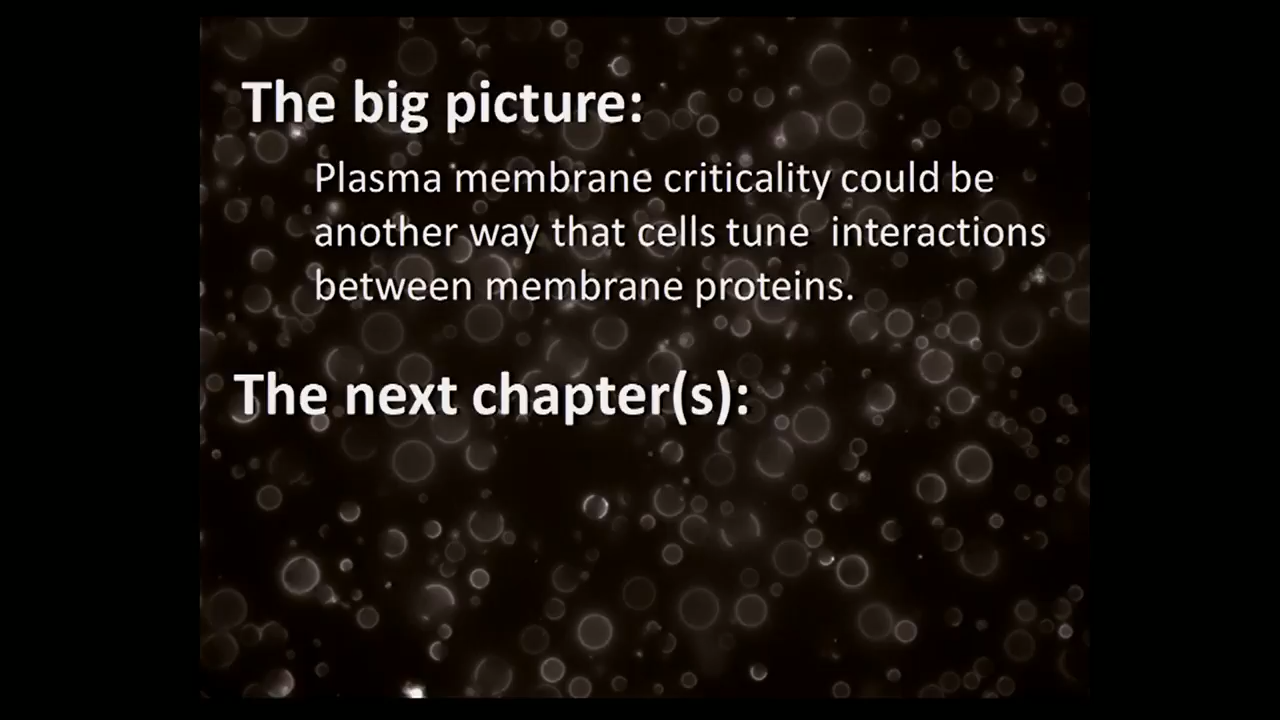 The big picture:
Plasma membrane criticality could be
another way that cells tune  interactions
between membrane proteins.
The next chapter(s):